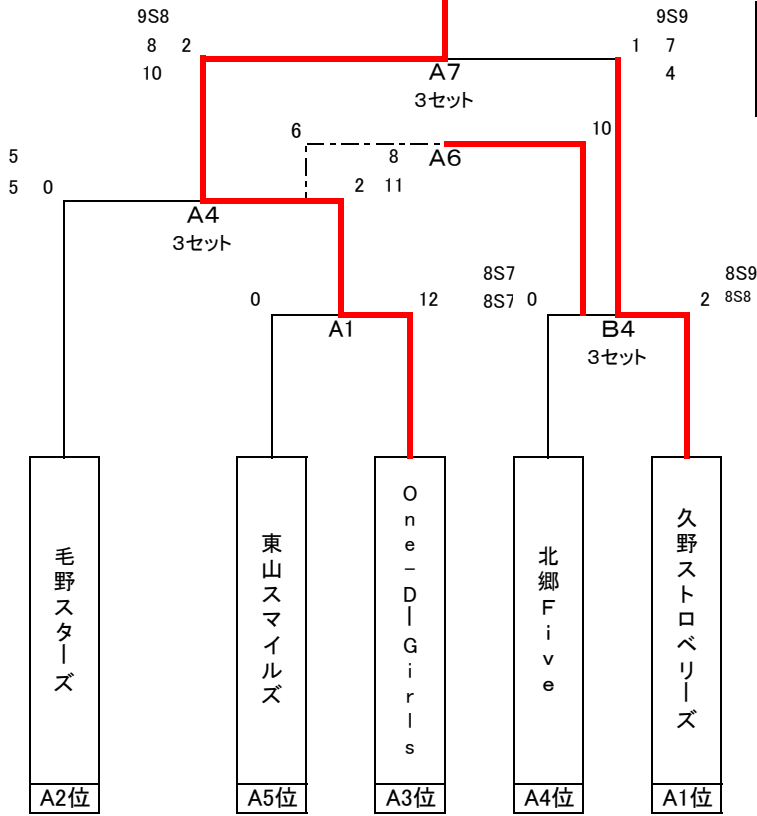 9S8
9S9
8 2
1 7
10
A7
4
3セット
6
10
5
8
A6
5 0
2 11
A4
3セット
8S7
8S9
0
12
8S7 0
2 8S8
A1
B4
3セット
毛野スターズ
東山スマイルズ
One-D|Girls
北郷Five
久野ストロベリーズ
A2位
A5位
A3位
A4位
A1位